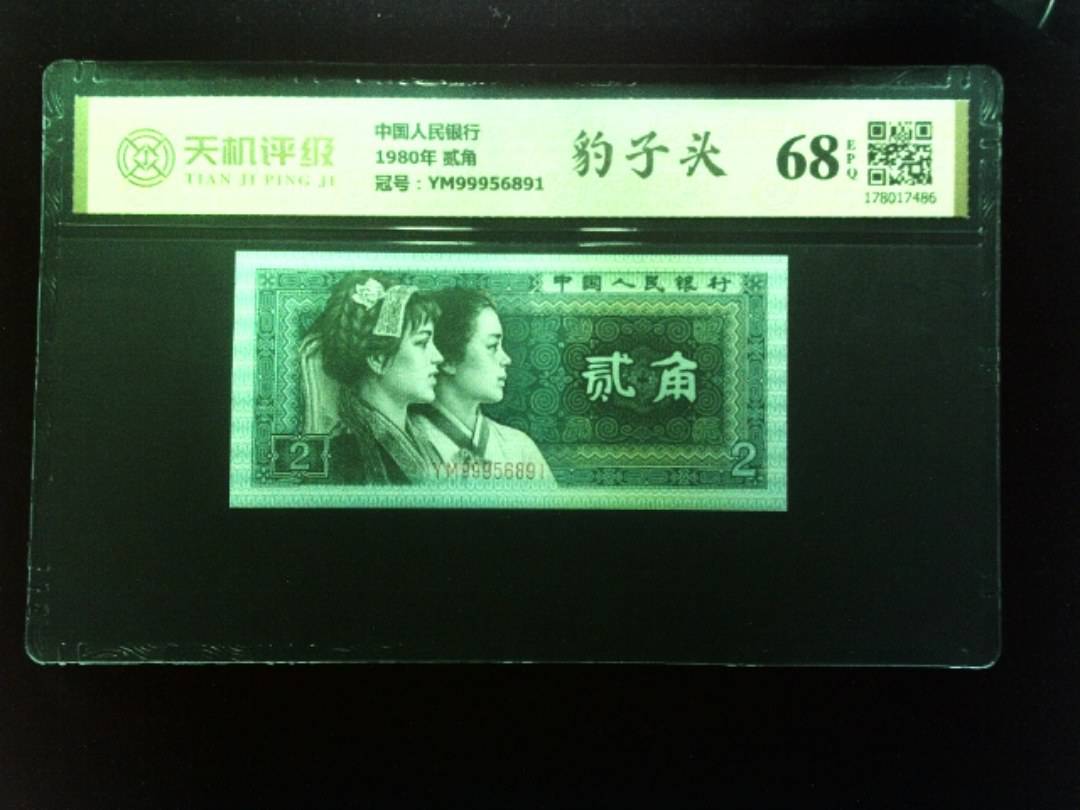 天机评级
TIAN JI PING JI
中国人民银行
1980年 贰角
冠号：YM99956891
豹子头
68
EPQ
178017486
中国人民银行
贰角
2
YM99956891
2